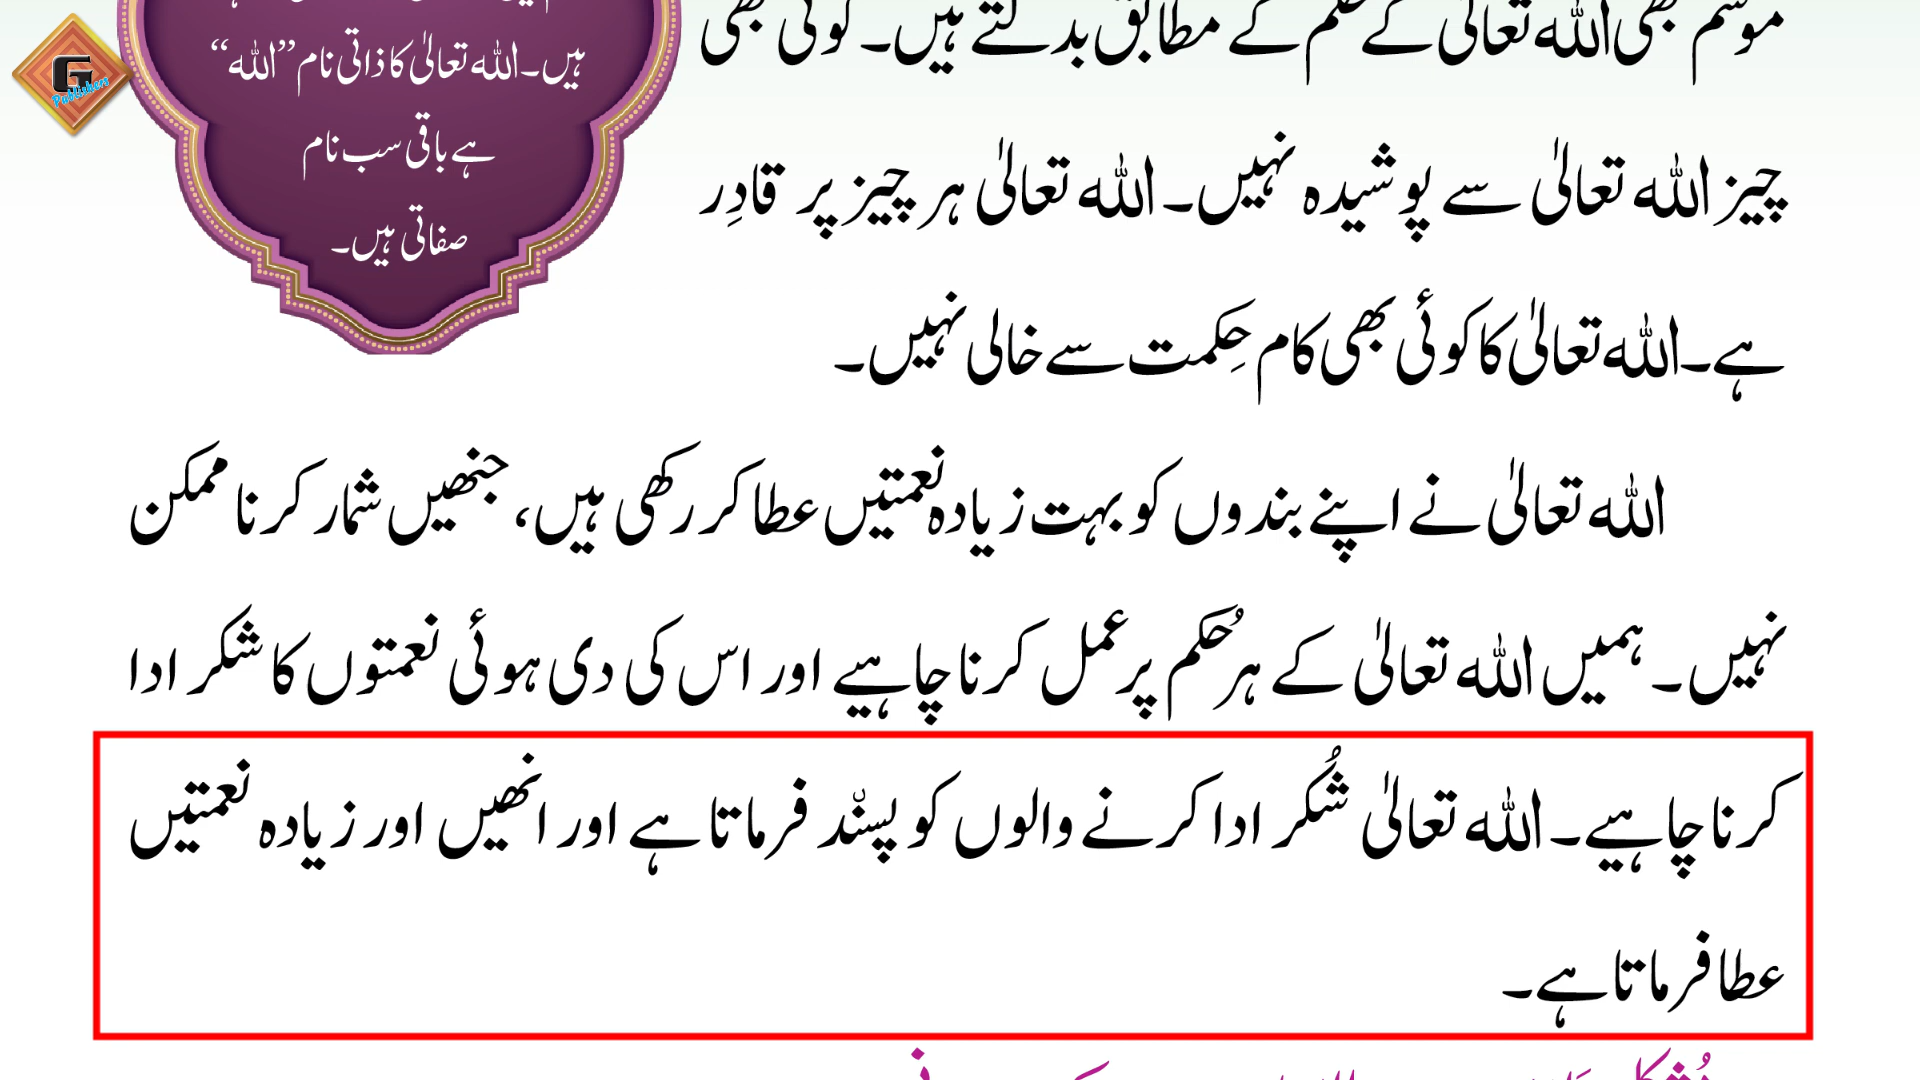 موسم بھی اللہ تعالیٰ کے حکم کے مطابق بدلتے ہیں۔ کوئی بھی
چیز اللہ تعالیٰ سے پوشیدہ نہیں۔ اللہ تعالیٰ ہر چیز پر قادِر
ہے۔ اللہ تعالیٰ کا کوئی بھی کام حِکمت سے خالی نہیں۔
ہیں۔ اللہ تعالیٰ کا ذاتی نام ”اللہ“
ہے باقی سب نام
صفاتی ہیں۔
اللہ تعالیٰ نے اپنے بندوں کو بہت زیادہ نعمتیں عطا کر رکھی ہیں، جنھیں شمار کرنا ممکن
نہیں۔ ہمیں اللہ تعالیٰ کے ہر حُکم پر عمل کرنا چاہیے اور اس کی دی ہوئی نعمتوں کا شکر ادا
کرنا چاہیے۔ اللہ تعالیٰ شُکر ادا کرنے والوں کو پسن٘د فرماتا ہے اور انھیں اور زیادہ نعمتیں
عطا فرماتا ہے۔
G
Publishers